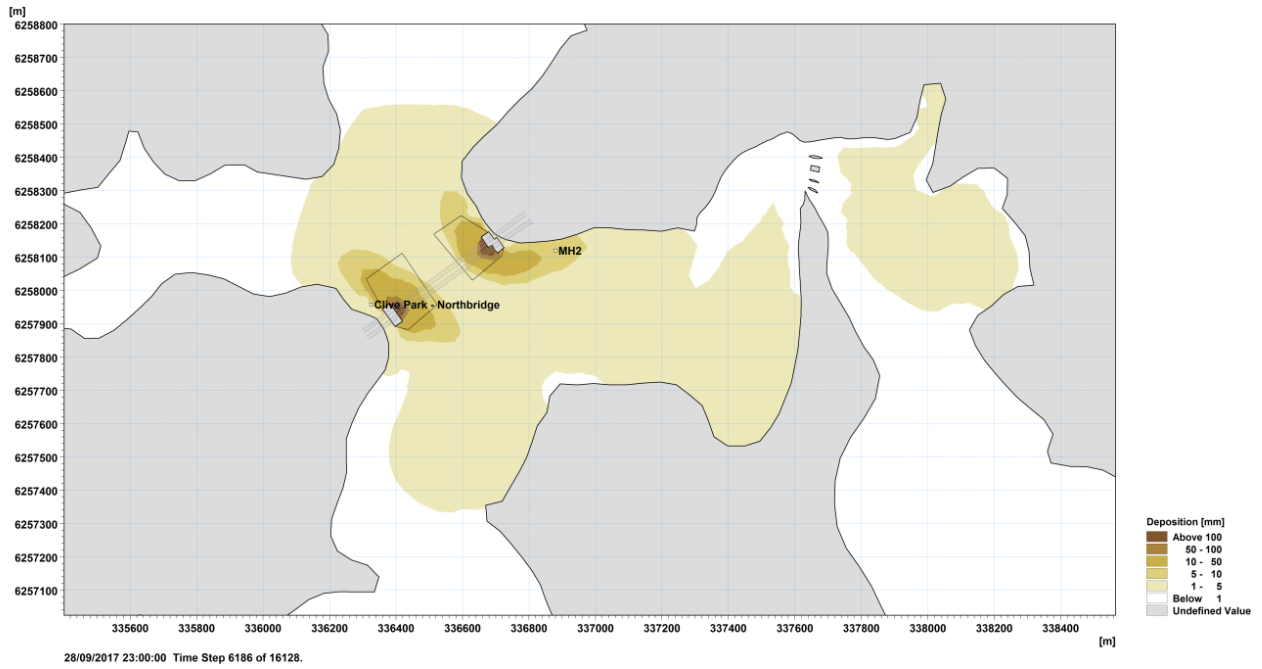 [m]
6258800
6258700
6258600
6258500
6258400
6258300
6258200
6258100
6258000
6257900
6257800
6257700
6257600
6257500
6257400
6257300
6257200
6257100
MH2
Clive Park - Northbridge
335600 335800 336000 336200 336400 336600 336800 337000 337200 337400 337600 337800 338000 338200 338400
[m]
Deposition [mm]
Above 100
50 - 100
10 - 50
5 - 10
1 - 5
Below 1
Undefined Value
28/09/2017 23:00:00 Time Step 6186 of 16128.